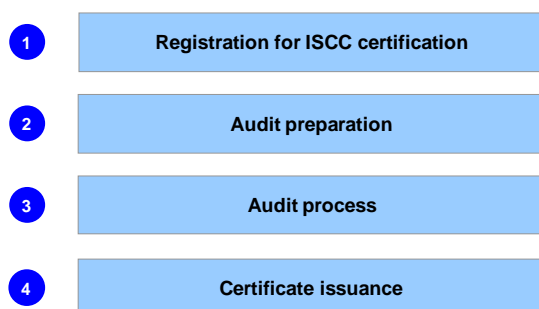 1 Registration for ISCC certification
2 Audit preparation
3 Audit process
4 Certificate issuance